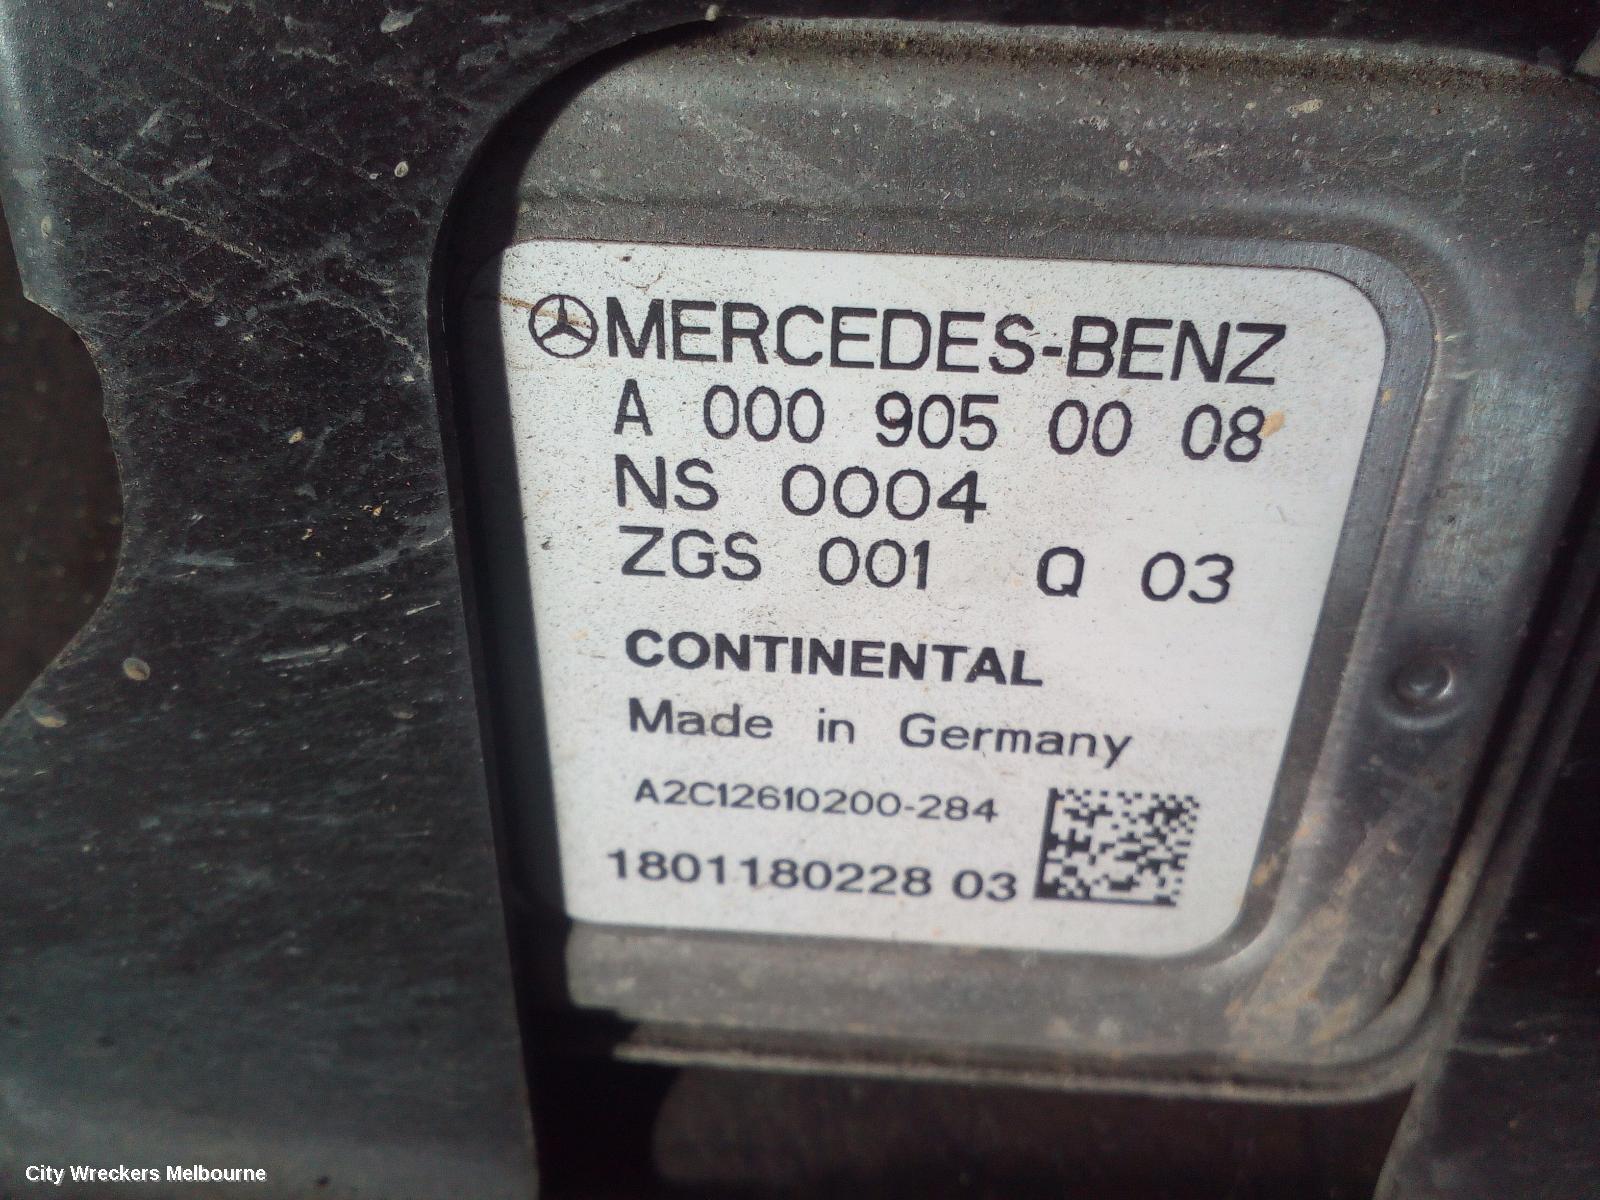 MERCEDES-BENZ
A 000 905 00 08
NS 0004
ZGS 001 Q 03
CONTINENTAL
Made in Germany
A2C12610200-284
1801180228 03
City Wreckers Melbourne